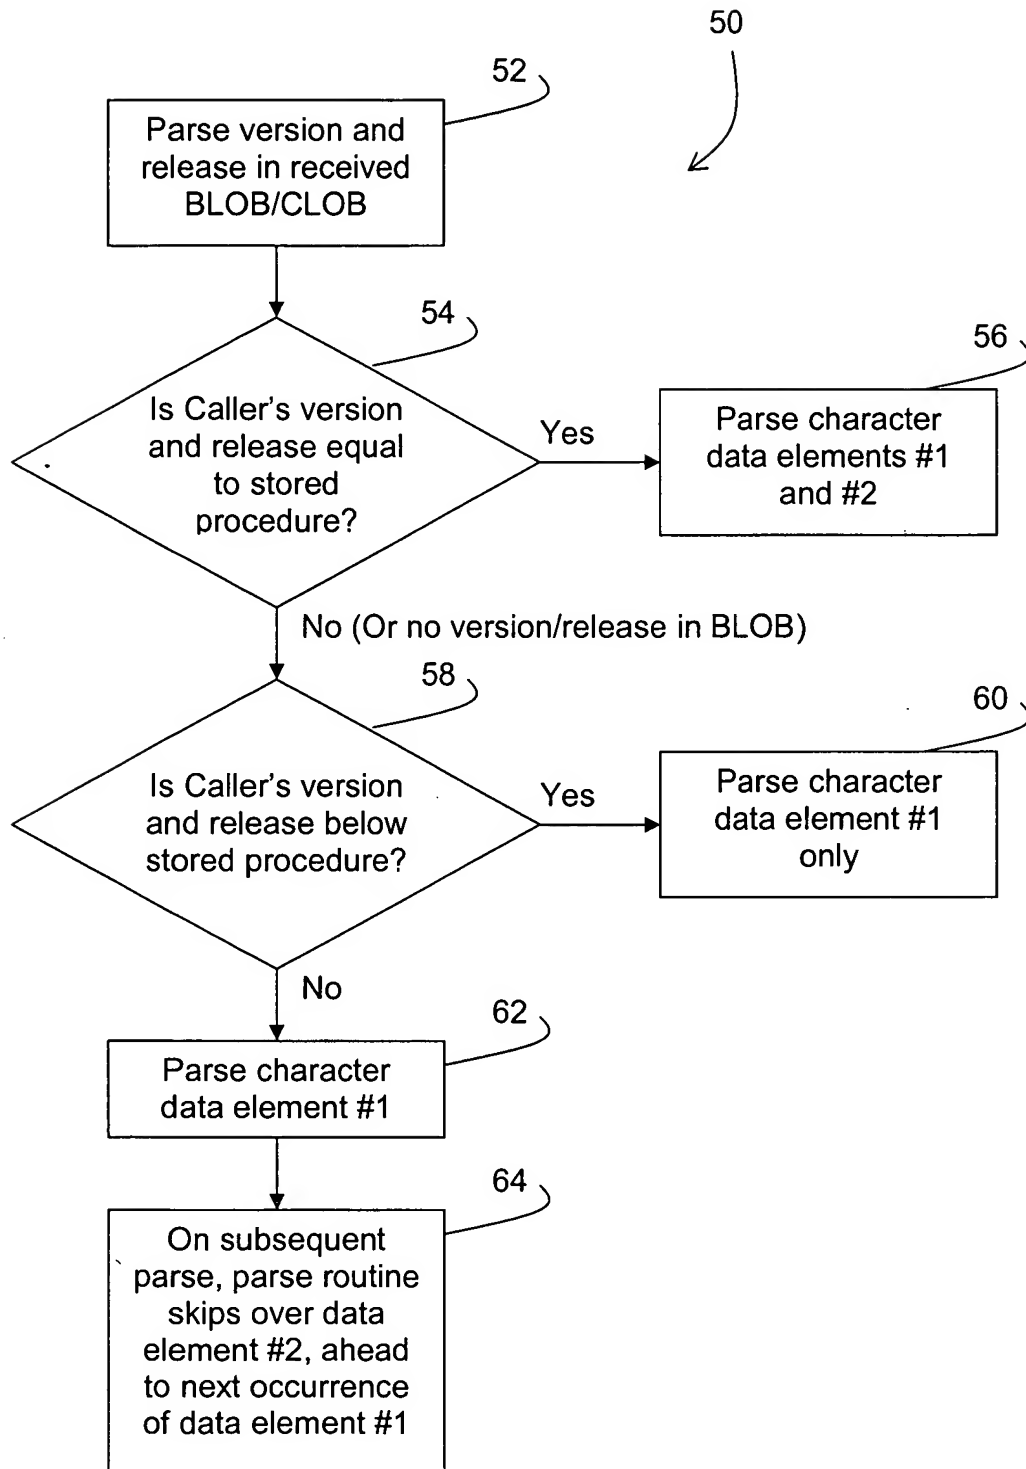 50
52
Parse version and
release in received
BLOB/CLOB
54
Is Caller's version
and release equal
to stored
procedure?
Yes
56
Parse character
data elements #1
and #2
No (Or no version/release in BLOB)
58
Is Caller's version
and release below
stored procedure?
Yes
60
Parse character
data element #1
only
No
62
Parse character
data element #1
64
On subsequent
parse, parse routine
skips over data
element #2, ahead
to next occurrence
of data element #1